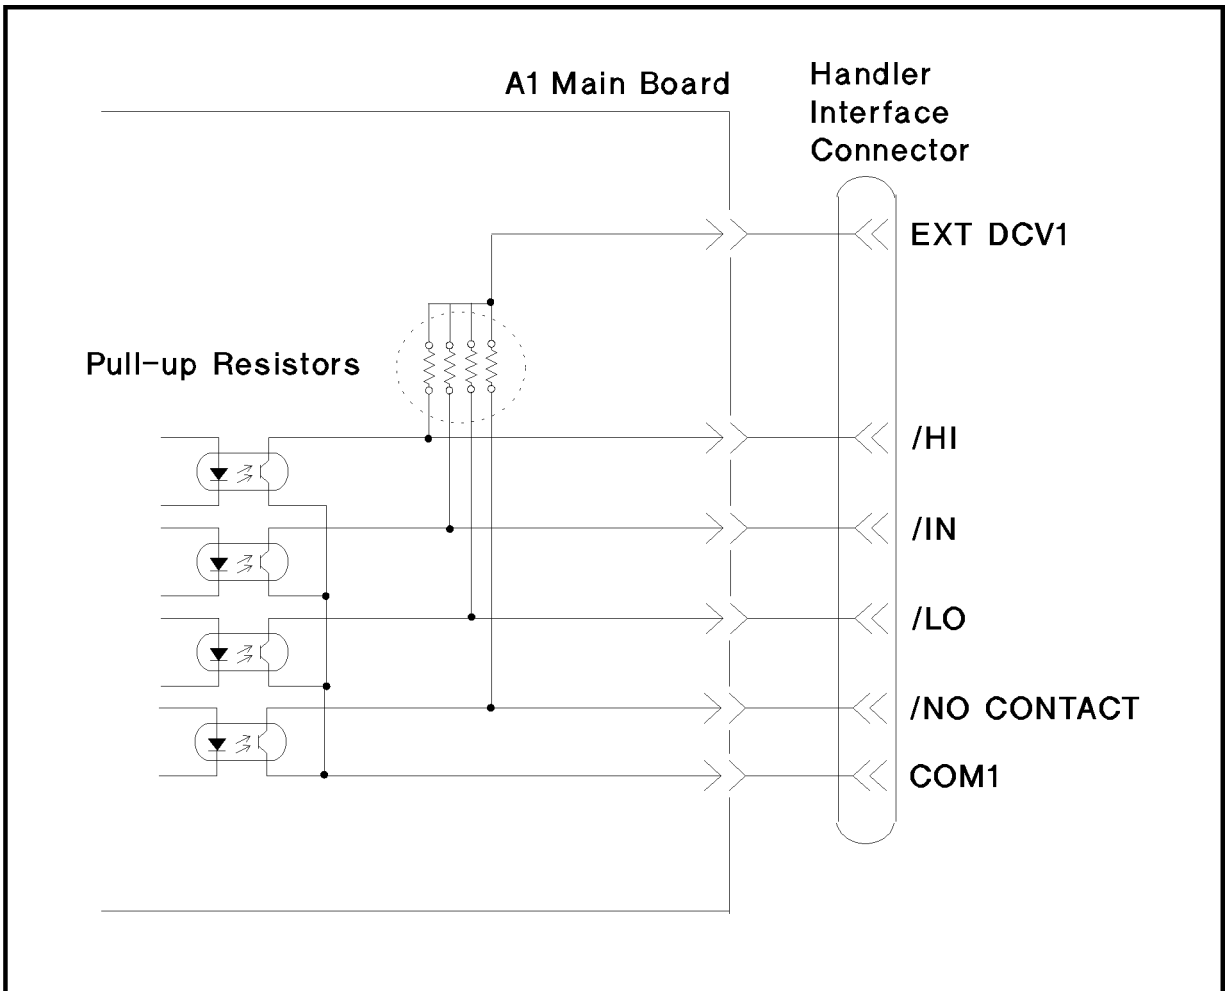 A1 Main Board
Handler
Interface
Connector
EXT DCV1
Pull-up Resistors
/HI
/IN
/LO
/NO CONTACT
COM1